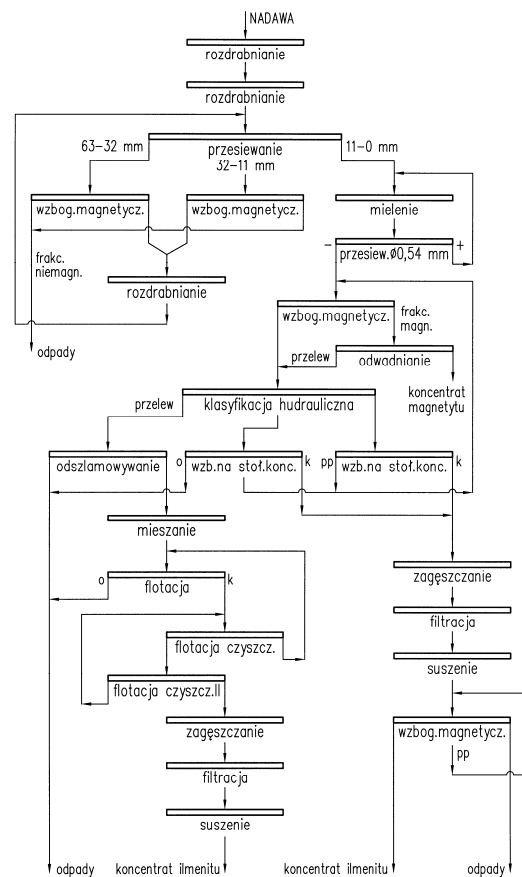 NADAWA
rozdrabnianie
rozdrabnianie
63–32 mm
przesiewanie
11–0 mm
32–11 mm
wzbog.magnetycz.
wzbog.magnetycz.
mielenie
frakc.
niemagn.
– przesiew.Ø0,54 mm +
rozdrabnianie
wzbog.magnetycz.
frakc.
magn.
odpady
przelew
odwadnianie
koncentrat
magnetytu
przelew
klasyfikacja hudrauliczna
odszlamowywanie
o wzb.na stoł.konc. k
pp wzb.na stoł.konc. k
mieszanie
o flotacja k
zagęszczanie
filtracja
flotacja czyszcz.
suszenie
flotacja czyszcz.II
zagęszczanie
wzbog.magnetycz.
pp
filtracja
suszenie
odpady
koncentrat ilmenitu
koncentrat ilmenitu
odpady